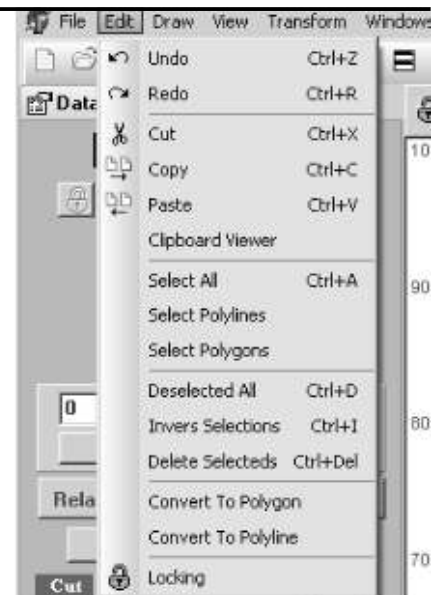 File Edit Draw View Transform Windows
Data
Undo Ctrl+Z
Redo Ctrl+R
Cut Ctrl+X
Copy Ctrl+C
Paste Ctrl+V
Clipboard Viewer
Select All Ctrl+A
Select Polylines
Select Polygons
Deselected All Ctrl+D
Invers Selections Ctrl+I
Delete Selecteds Ctrl+Del
Convert To Polygon
Convert To Polyline
Locking
10
90
80
70
0
Rela
Cut